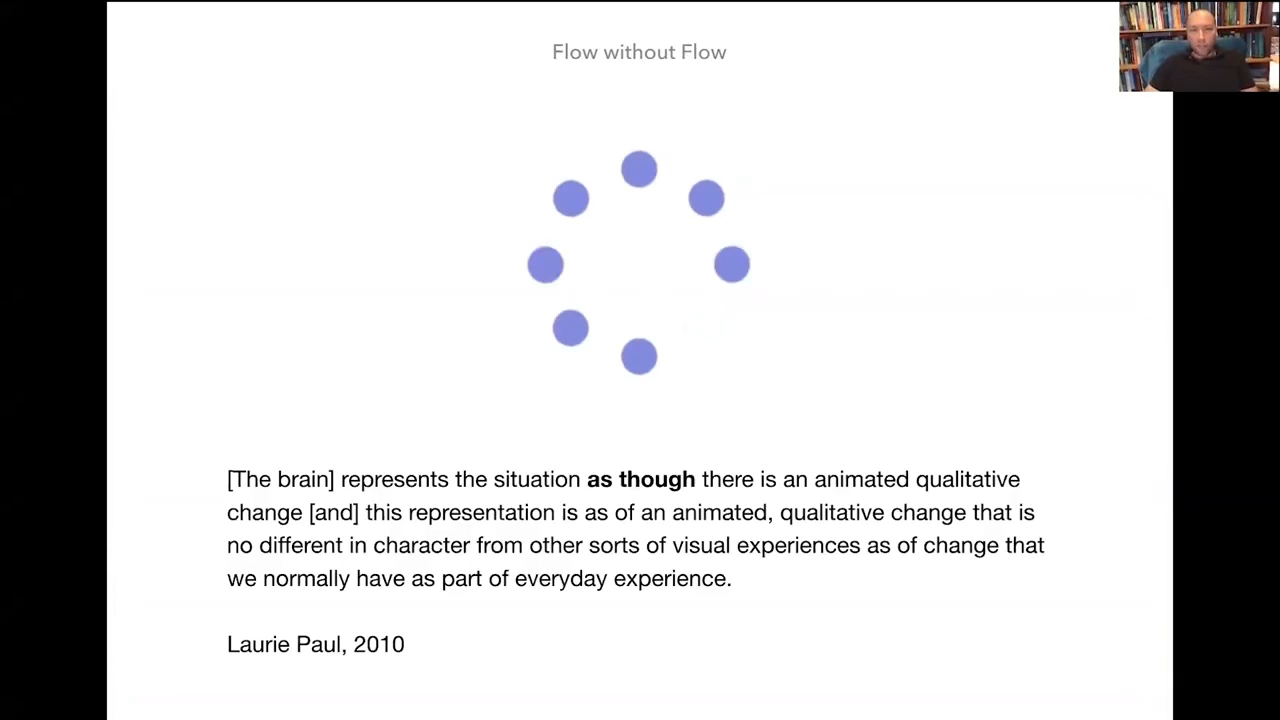 Flow without Flow
[The brain] represents the situation as though there is an animated qualitative
change [and] this representation is as of an animated, qualitative change that is
no different in character from other sorts of visual experiences as of change that
we normally have as part of everyday experience.
Laurie Paul, 2010